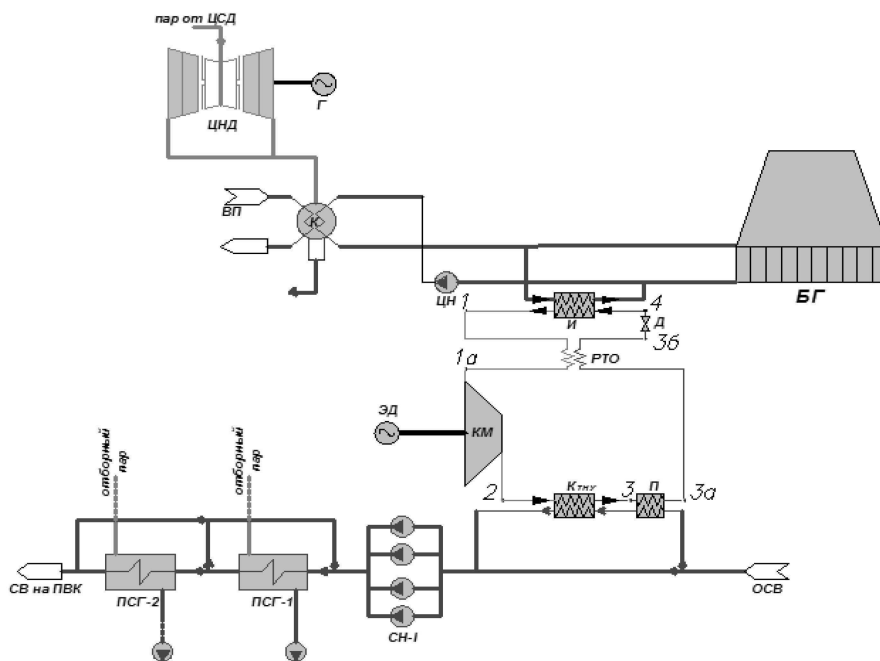 пар от ЦСД
Г
ЦНД
ВП
К
ЦН
БГ
1
4
И
Д
3б
1а
РТО
ЭД
КМ
отборный
пар
отборный
пар
2
Ктну
3
П
3а
СВ на ПВК
ПСГ-2
ПСГ-1
СН-I
ОСВ